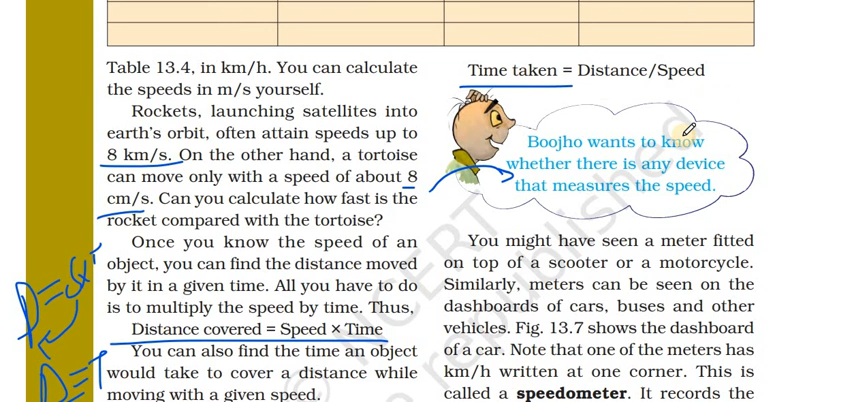 Table 13.4, in km/h. You can calculate
the speeds in m/s yourself.
Rockets, launching satellites into
earth's orbit, often attain speeds up to
8 km/s. On the other hand, a tortoise
can move only with a speed of about 8
cm/s. Can you calculate how fast is the
rocket compared with the tortoise?
Once you know the speed of an
object, you can find the distance moved
by it in a given time. All you have to do
is to multiply the speed by time. Thus,
Distance covered = Speed × Time
You can also find the time an object
would take to cover a distance while
moving with a given speed.
Time taken = Distance/Speed
Boojho wants to know
whether there is any device
that measures the speed.
You might have seen a meter fitted
on top of a scooter or a motorcycle.
Similarly, meters can be seen on the
dashboards of cars, buses and other
vehicles. Fig. 13.7 shows the dashboard
of a car. Note that one of the meters has
km/h written at one corner. This is
called a speedometer. It records the
© NCERT
republished